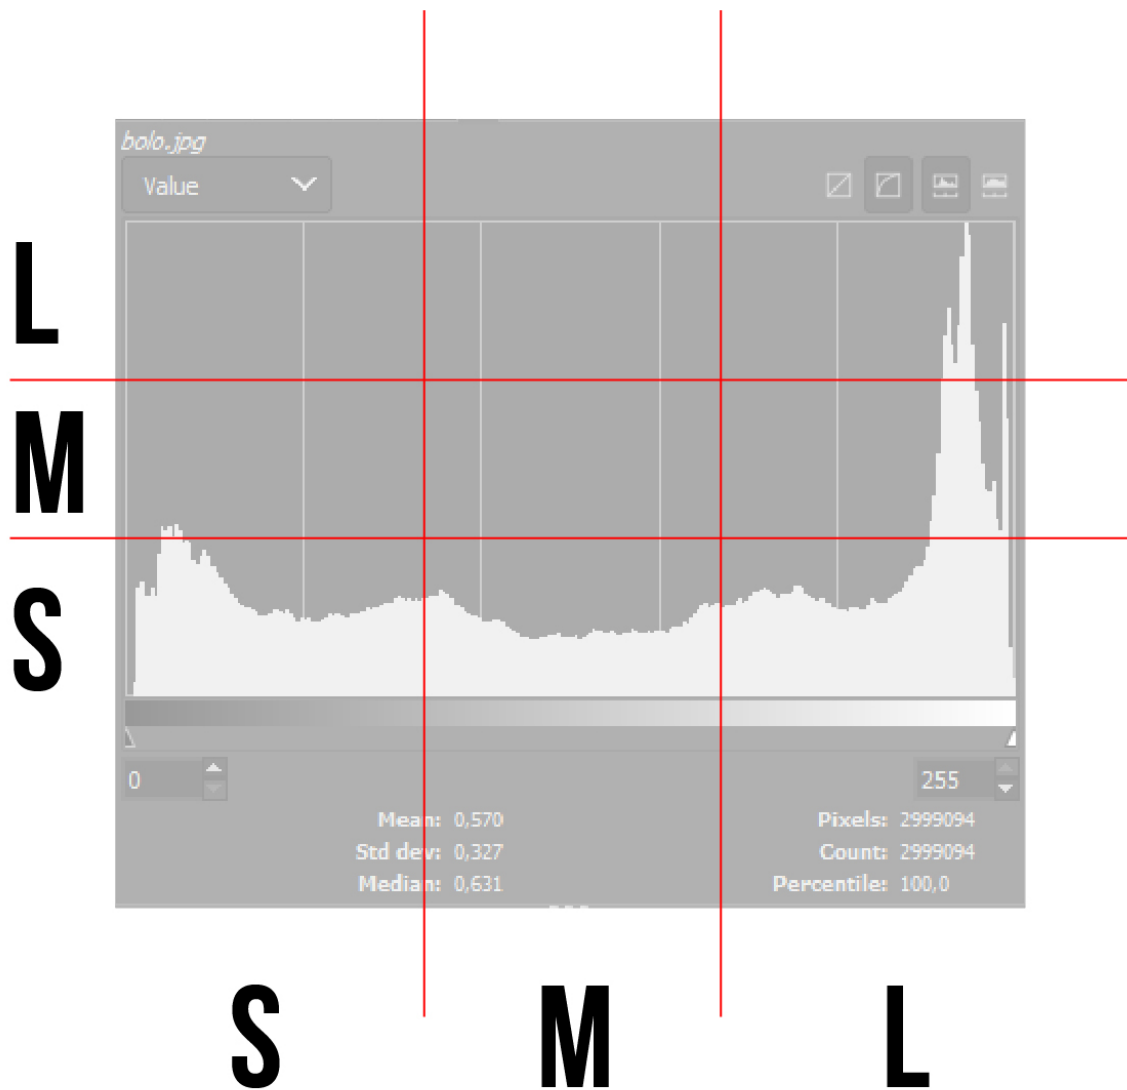 bolo.jpg
Value
L
M
S
0
255
Mean: 0,570
Pixels: 2999094
Std dev: 0,327
Count: 2999094
Median: 0,631
Percentile: 100,0
S M L